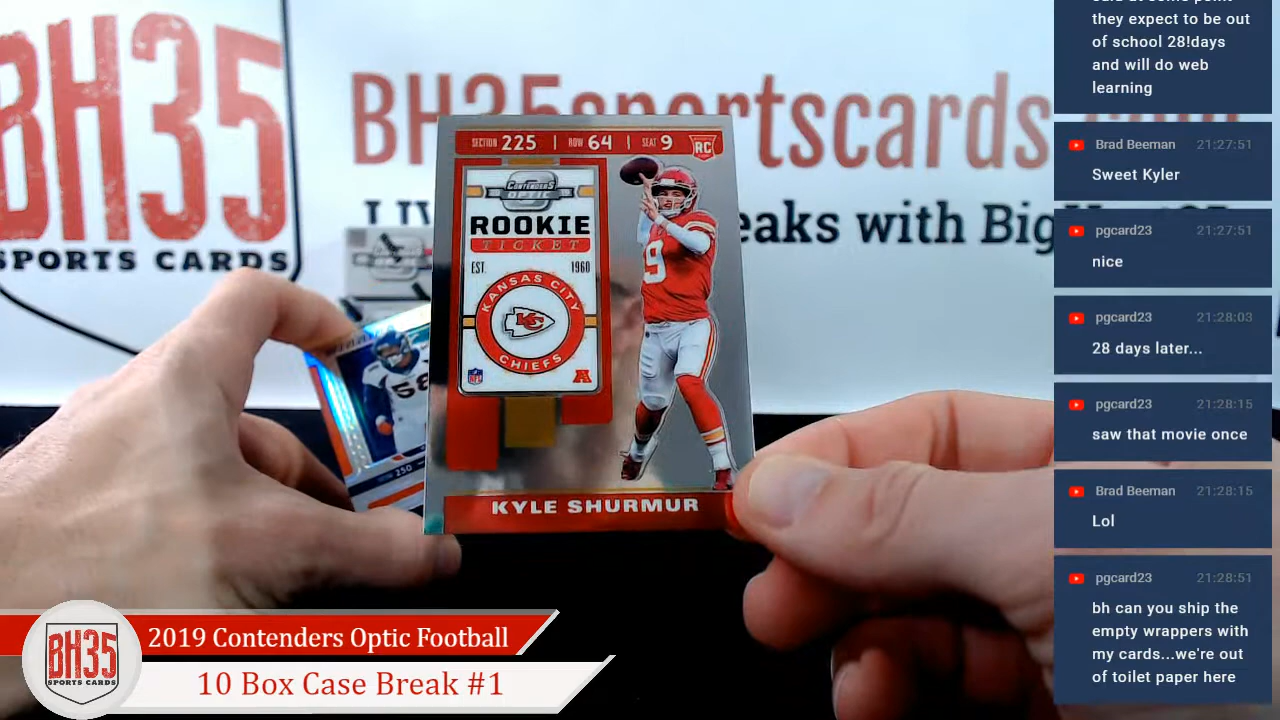 BH35
SPORTS CARDS
BH35sportscards
eaks with Big
SECTION 225 | ROW 64 | SEAT 9
RC
CONTENDERS
OPTIC
ROOKIE
TICKET
EST. 1960
KANSAS CITY
KC
CHIEFS
NFL
A
9
KYLE SHURMUR
58
250
they expect to be out
of school 28!days
and will do web
learning
Brad Beeman 21:27:51
Sweet Kyler
pgcard23 21:27:51
nice
pgcard23 21:28:03
28 days later...
pgcard23 21:28:15
saw that movie once
Brad Beeman 21:28:15
Lol
pgcard23 21:28:51
bh can you ship the
empty wrappers with
my cards...we're out
of toilet paper here
BH35
SPORTS CARDS
2019 Contenders Optic Football
10 Box Case Break #1